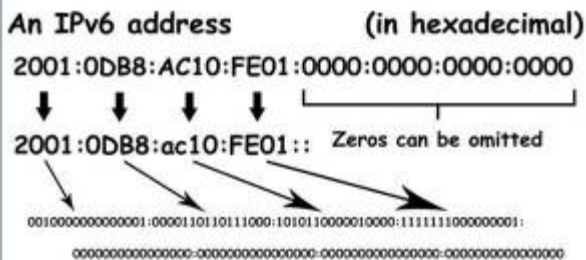 An IPv6 address (in hexadecimal)
2001:0DB8:AC10:FE01:0000:0000:0000:0000
2001:0DB8:ac10:FE01:: Zeros can be omitted
0010000000000001:0000110110111000:1010110000010000:1111111000000001:
0000000000000000:0000000000000000:0000000000000000:0000000000000000